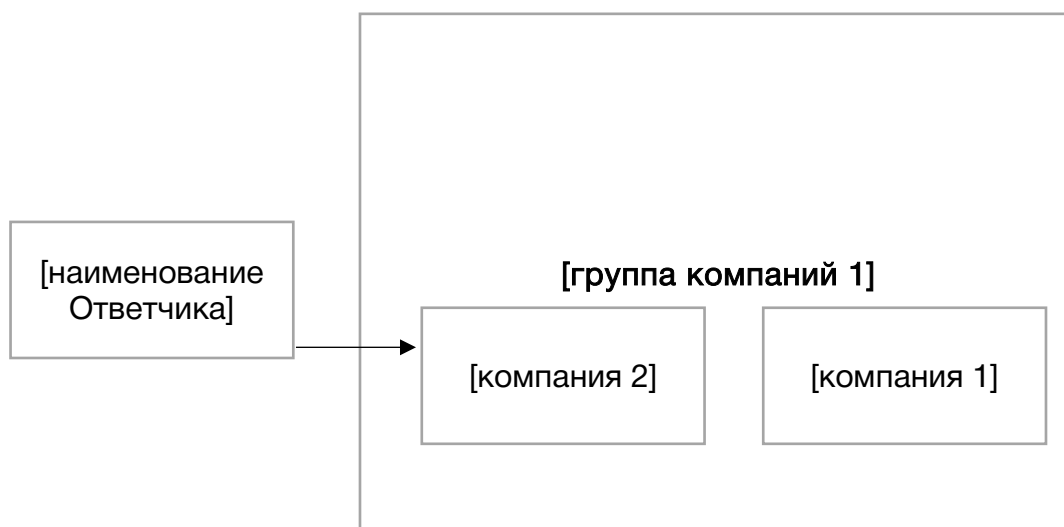 [наименование
Ответчика]
[группа компаний 1]
[компания 2]
[компания 1]